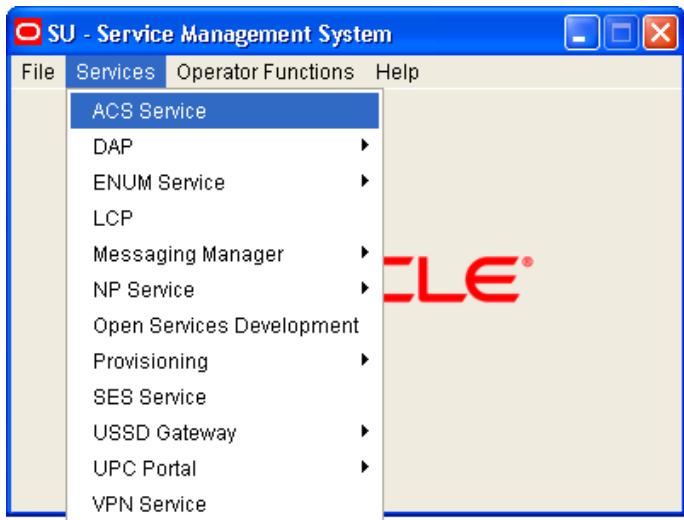 SU - Service Management System
File Services Operator Functions Help
ACS Service
DAP
ENUM Service
LCP
Messaging Manager
NP Service
Open Services Development
Provisioning
SES Service
USSD Gateway
UPC Portal
VPN Service
CLE®